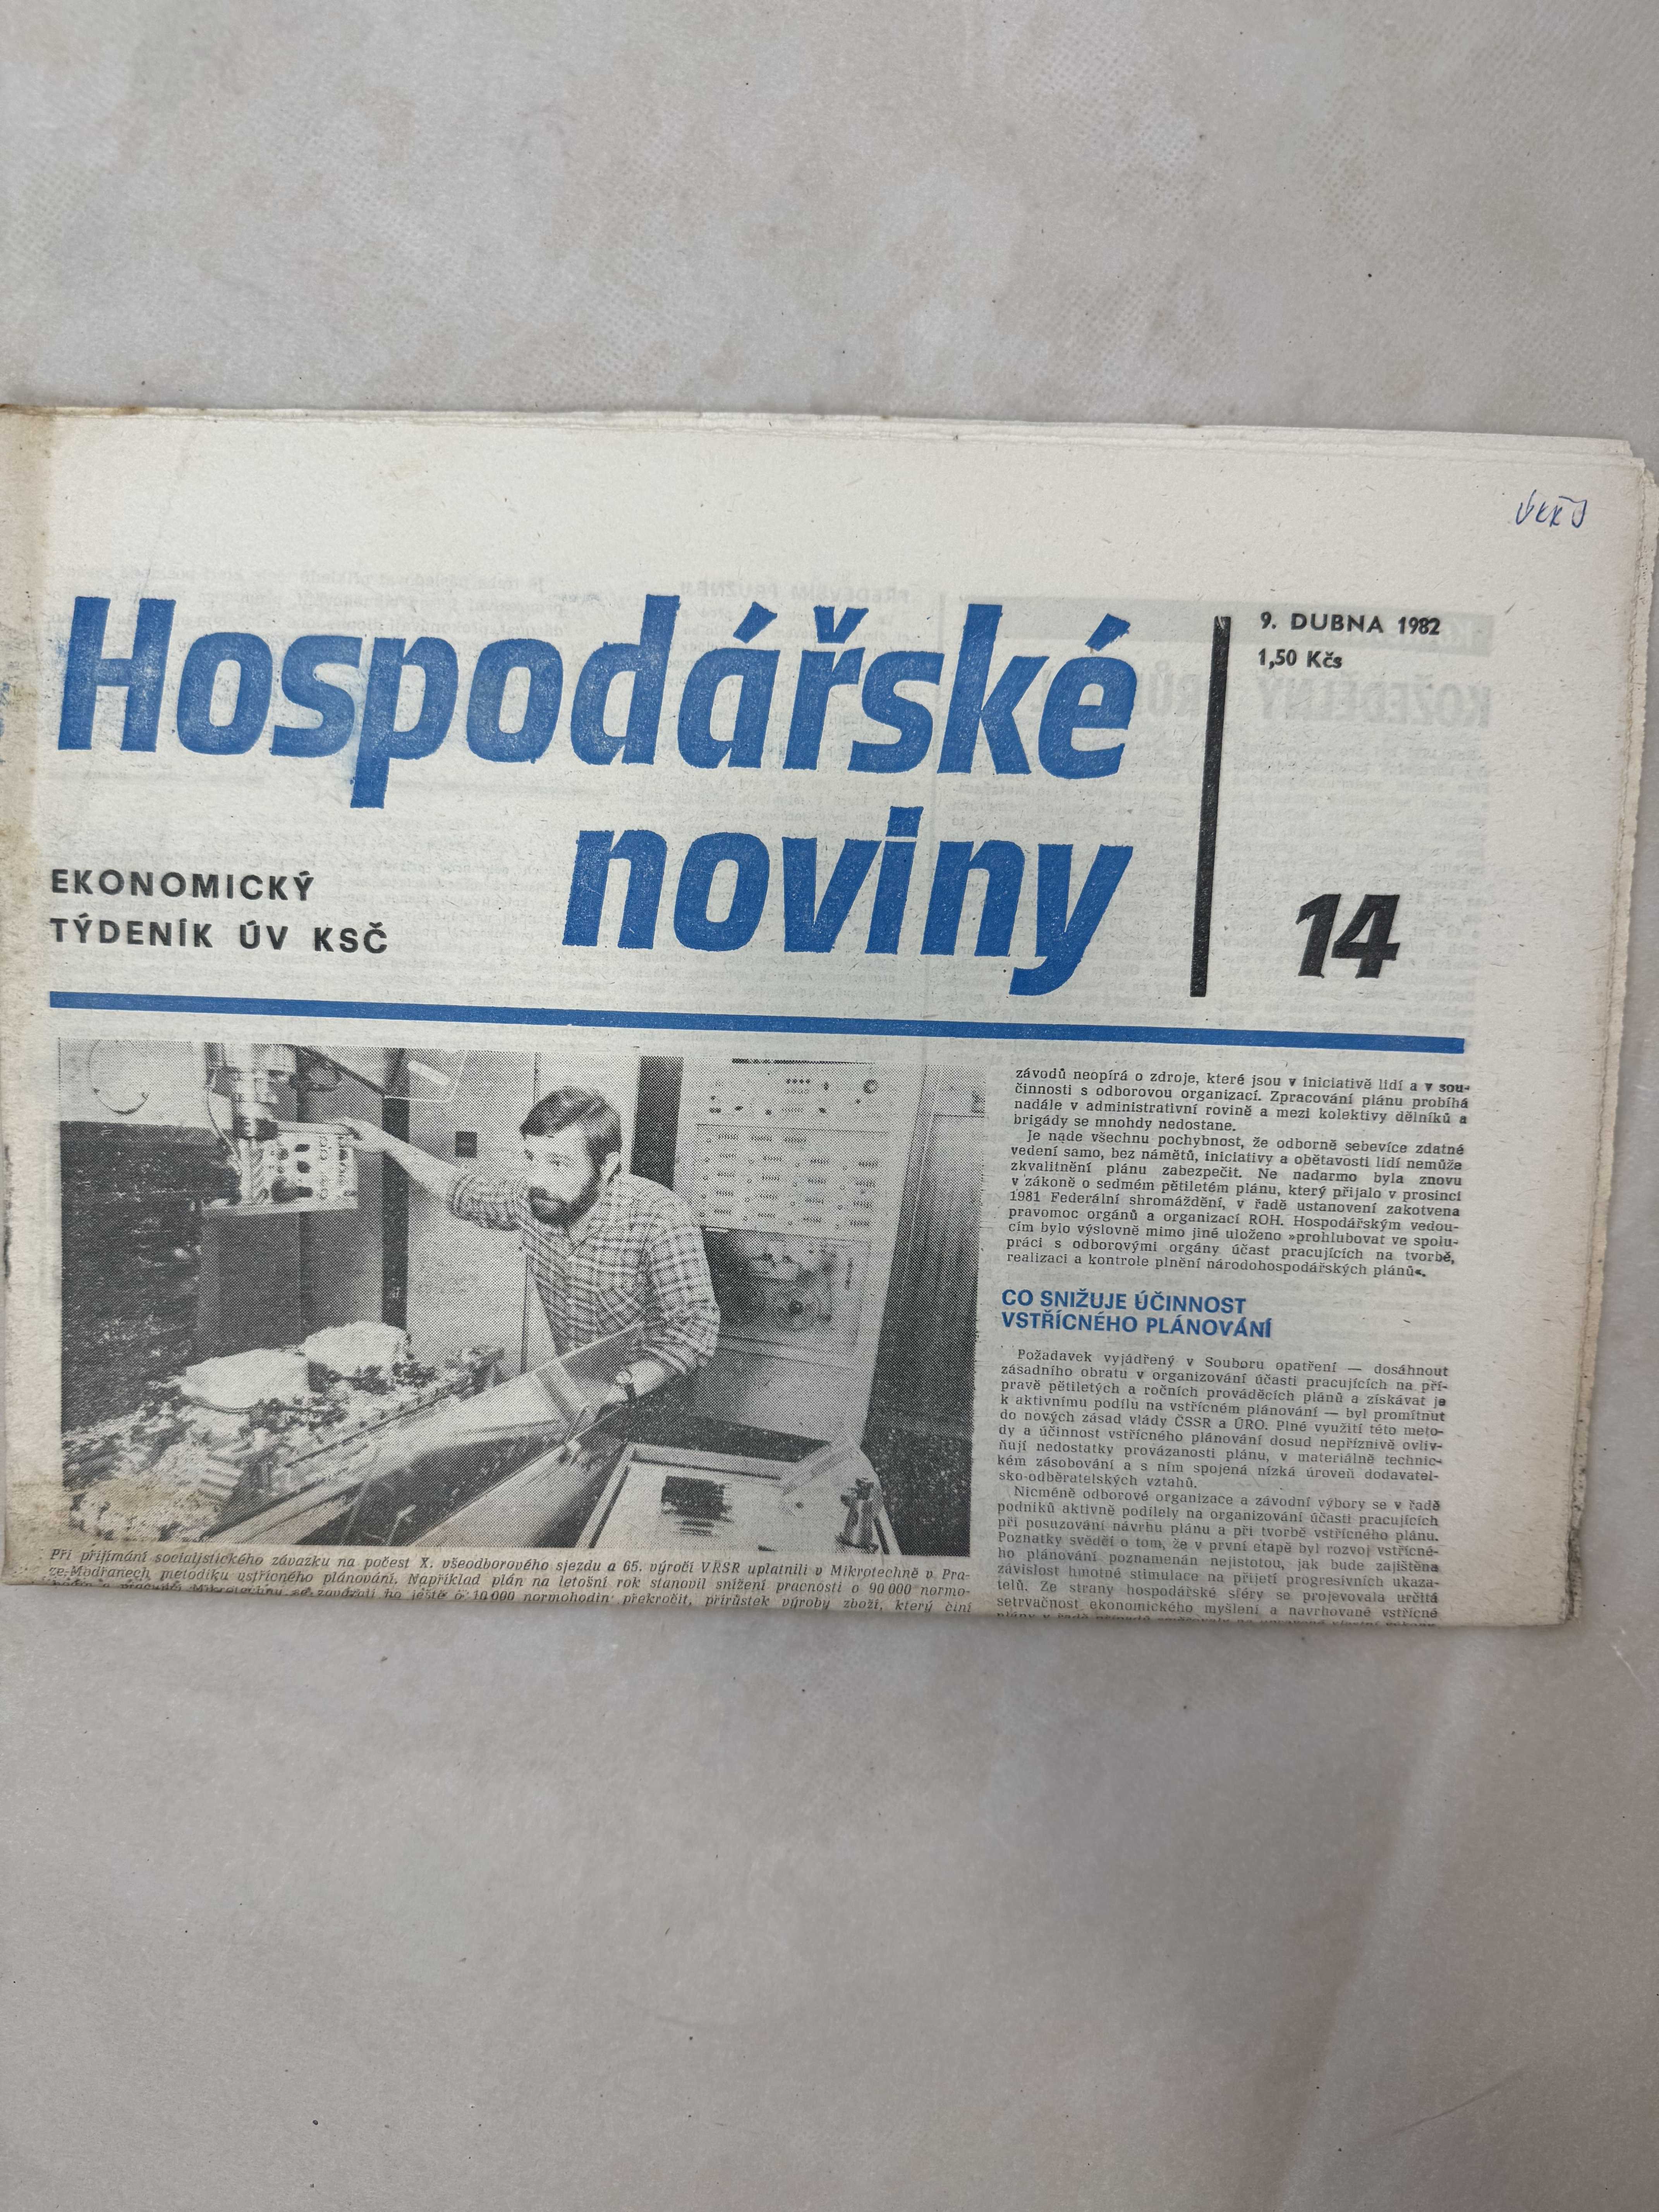 Hospodářské
noviny
EKONOMICKÝ
TÝDENÍK ÚV KSČ
9. DUBNA 1982
1,50 Kčs
14
Při přijímání socialistického závazku na počest X. všeodborového sjezdu a 65. výročí VŘSR uplatnili v Mikrotechně v Pra-
ze-Modřanech metodiku vstřícného plánování. Například plán na letošní rok stanovil snížení pracnosti o 90 000 normo-
se zavázali ho ještě o 10 000 normohodin překročit, přírůstek výroby zboží, který činí
závodů neopírá o zdroje, které jsou v iniciativě lidí a v sou-
činnosti s odborovou organizací. Zpracování plánu probíhá
nadále v administrativní rovině a mezi kolektivy dělníků a
brigády se mnohdy nedostane.
Je nade všechnu pochybnost, že odborně sebevíce zdatné
vedení samo, bez námětů, iniciativy a obětavosti lidí nemůže
zkvalitnění plánu zabezpečit. Ne nadarmo byla znovu
v zákoně o sedmém pětiletém plánu, který přijalo v prosinci
1981 Federální shromáždění, v řadě ustanovení zakotvena
pravomoc orgánů a organizací ROH. Hospodářským vedou-
cím bylo výslovně mimo jiné uloženo »prohlubovat ve spolu-
práci s odborovými orgány účast pracujících na tvorbě,
realizaci a kontrole plnění národohospodářských plánů«.
CO SNIŽUJE ÚČINNOST
VSTŘÍCNÉHO PLÁNOVÁNÍ
Požadavek vyjádřený v Souboru opatření — dosáhnout
zásadního obratu v organizování účasti pracujících na pří-
pravě pětiletých a ročních prováděcích plánů a získávat je
k aktivnímu podílu na vstřícném plánování — byl promítnut
do nových zásad vlády ČSSR a ÚRO. Plné využití této meto-
dy a účinnost vstřícného plánování dosud nepříznivě ovliv-
ňují nedostatky provázanosti plánu, v materiálně technic-
kém zásobování a s ním spojená nízká úroveň dodavatel-
sko-odběratelských vztahů.
Nicméně odborové organizace a závodní výbory se v řadě
podniků aktivně podílely na organizování účasti pracujících
při posuzování návrhu plánu a při tvorbě vstřícného plánu.
Poznatky svědčí o tom, že v první etapě byl rozvoj vstřícné-
ho plánování poznamenán nejistotou, jak bude zajištěna
závislost hmotné stimulace na přijetí progresivních ukaza-
telů. Ze strany hospodářské sféry se projevovala určitá
setrvačnost ekonomického myšlení a navrhované vstřícné